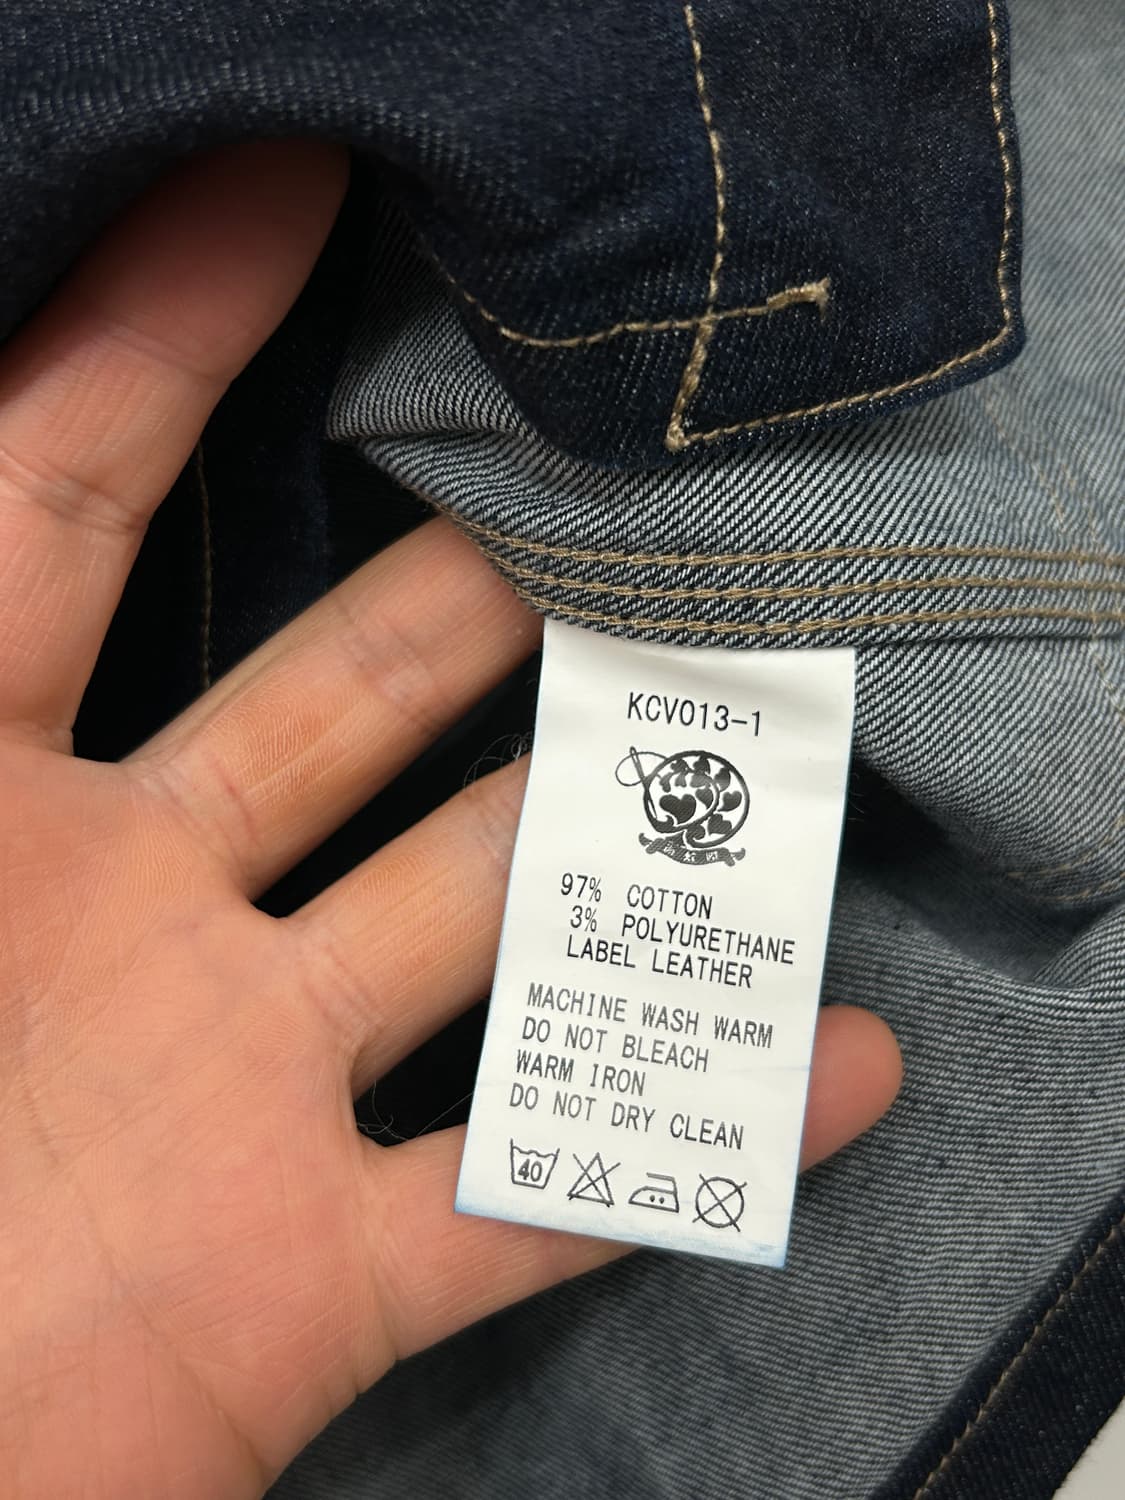 KCV013-1
97% COTTON
3% POLYURETHANE
LABEL LEATHER
MACHINE WASH WARM
DO NOT BLEACH
WARM IRON
DO NOT DRY CLEAN
40